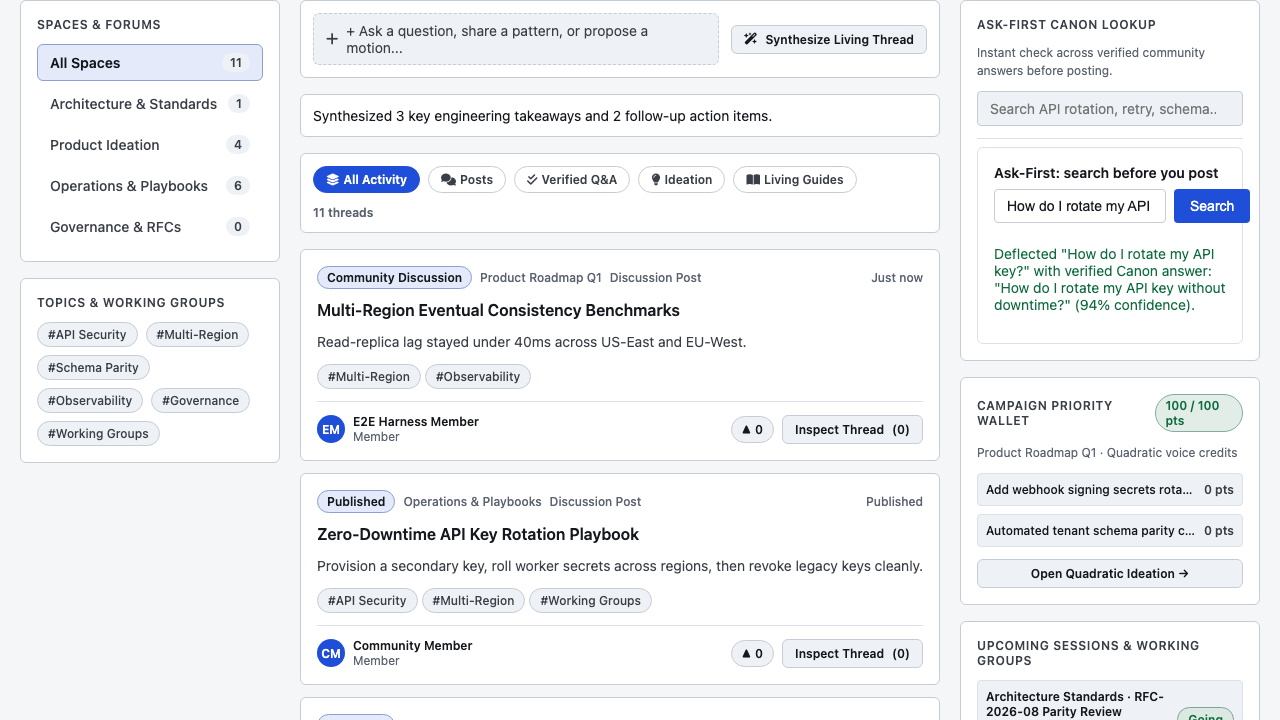 SPACES & FORUMS
All Spaces 11
Architecture & Standards 1
Product Ideation 4
Operations & Playbooks 6
Governance & RFCs 0
TOPICS & WORKING GROUPS
#API Security #Multi-Region
#Schema Parity
#Observability #Governance
#Working Groups
+ Ask a question, share a pattern, or propose a
motion...
Synthesize Living Thread
Synthesized 3 key engineering takeaways and 2 follow-up action items.
All Activity Posts Verified Q&A Ideation Living Guides
11 threads
Community Discussion Product Roadmap Q1 Discussion Post Just now
Multi-Region Eventual Consistency Benchmarks
Read-replica lag stayed under 40ms across US-East and EU-West.
#Multi-Region #Observability
EM E2E Harness Member
Member
▲ 0 Inspect Thread (0)
Published Operations & Playbooks Discussion Post Published
Zero-Downtime API Key Rotation Playbook
Provision a secondary key, roll worker secrets across regions, then revoke legacy keys cleanly.
#API Security #Multi-Region #Working Groups
CM Community Member
Member
▲ 0 Inspect Thread (0)
ASK-FIRST CANON LOOKUP
Instant check across verified community
answers before posting.
Search API rotation, retry, schema..
Ask-First: search before you post
How do I rotate my API Search
Deflected "How do I rotate my API
key?" with verified Canon answer:
"How do I rotate my API key without
downtime?" (94% confidence).
CAMPAIGN PRIORITY
WALLET
100 / 100
pts
Product Roadmap Q1 · Quadratic voice credits
Add webhook signing secrets rota... 0 pts
Automated tenant schema parity c... 0 pts
Open Quadratic Ideation →
UPCOMING SESSIONS & WORKING
GROUPS
Architecture Standards · RFC-
2026-08 Parity Review
Going